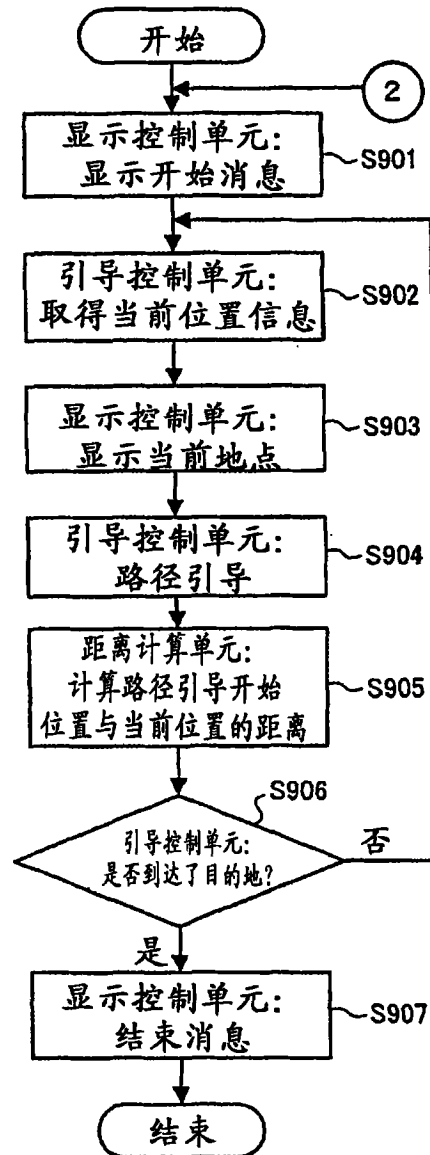 开始
2
显示控制单元:
显示开始消息
S901
引导控制单元:
取得当前位置信息
S902
显示控制单元:
显示当前地点
S903
引导控制单元:
路径引导
S904
距离计算单元:
计算路径引导开始
位置与当前位置的距离
S905
S906
引导控制单元:
是否到达了目的地?
否
是
显示控制单元:
结束消息
S907
结束